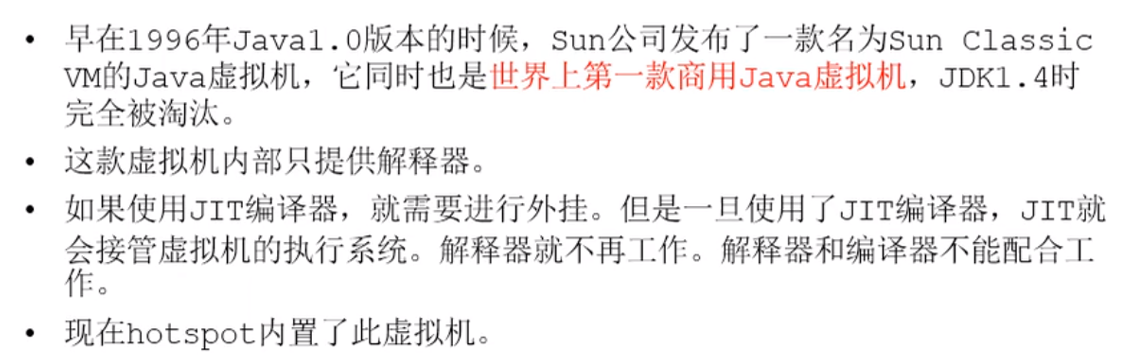 • 早在1996年Java1.0版本的时候，Sun公司发布了一款名为Sun Classic
VM的Java虚拟机，它同时也是世界上第一款商用Java虚拟机，JDK1.4时
完全被淘汰。
• 这款虚拟机内部只提供解释器。
• 如果使用JIT编译器，就需要进行外挂。但是一旦使用了JIT编译器，JIT就
会接管虚拟机的执行系统。解释器就不再工作。解释器和编译器不能配合工
作。
• 现在hotspot内置了此虚拟机。